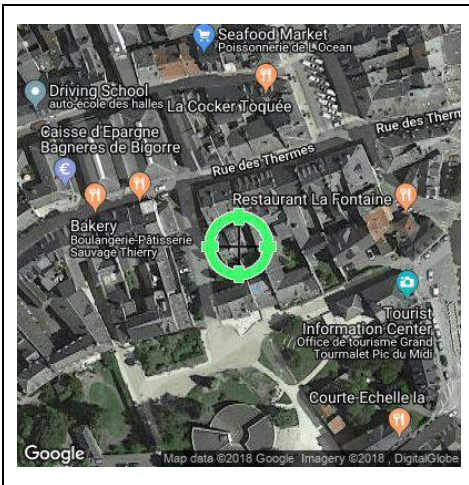 Seafood Market
Poissonnerie de L'Ocean
Driving School
auto-école des halles
La Cocker Toquée
Caisse d'Epargne
Bagneres de Bigorre
Rue des Thermes
Rue des Therm
€
Restaurant La Fontaine
Bakery
Boulangerie-Pâtisserie
Sauvage Thierry
Tourist
Information Center
Office de tourisme Grand
Tourmalet Pic du Midi
Courte-Echelle la
Google
Map data ©2018 Google Imagery ©2018 , DigitalGlobe